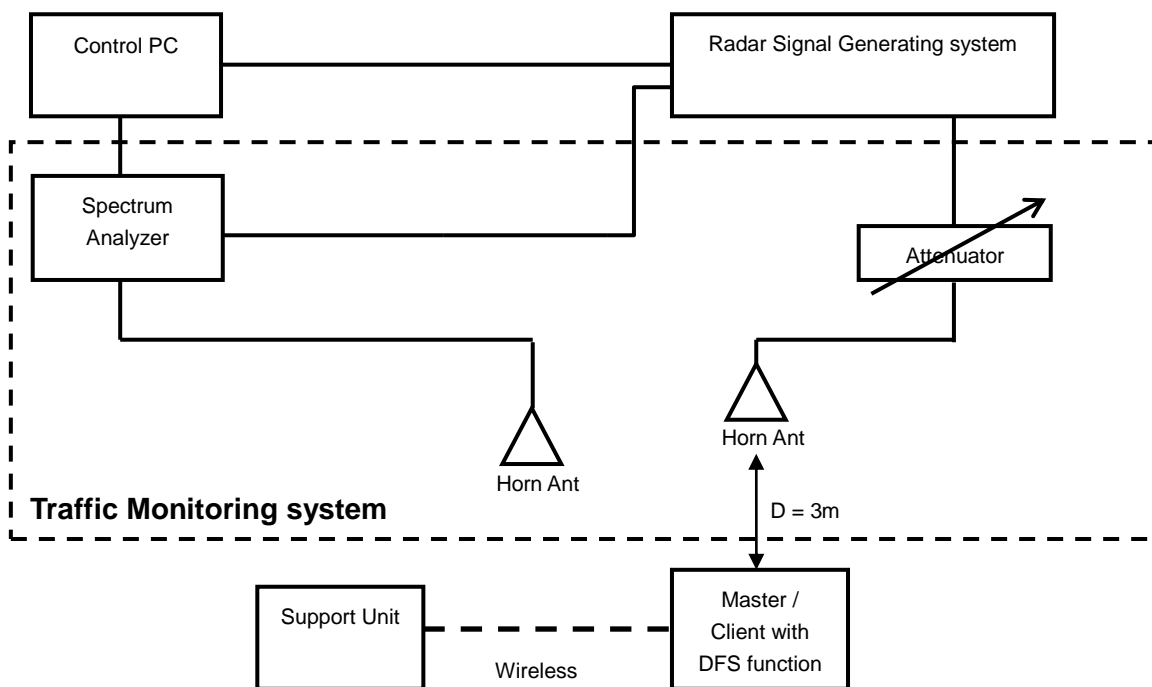 Control PC
Radar Signal Generating system
Spectrum
Analyzer
Attenuator
Horn Ant
Horn Ant
Traffic Monitoring system
D = 3m
Support Unit
Wireless
Master /
Client with
DFS function